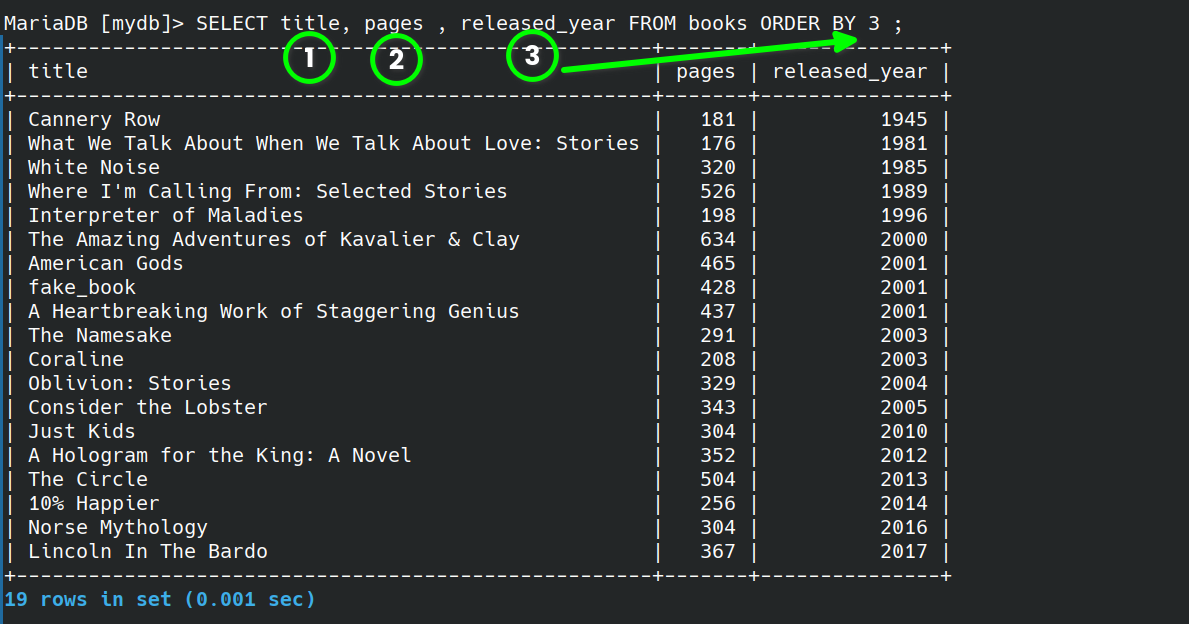 MariaDB [mydb]> SELECT title, pages , released_year FROM books ORDER BY 3 ;
+-----------------------------------------------------+-------+---------------+
1 2 3
| title                                               | pages | released_year |
+-----------------------------------------------------+-------+---------------+
| Cannery Row                                         |   181 |          1945 |
| What We Talk About When We Talk About Love: Stories |   176 |          1981 |
| White Noise                                         |   320 |          1985 |
| Where I'm Calling From: Selected Stories            |   526 |          1989 |
| Interpreter of Maladies                             |   198 |          1996 |
| The Amazing Adventures of Kavalier & Clay           |   634 |          2000 |
| American Gods                                       |   465 |          2001 |
| fake_book                                           |   428 |          2001 |
| A Heartbreaking Work of Staggering Genius           |   437 |          2001 |
| The Namesake                                        |   291 |          2003 |
| Coraline                                            |   208 |          2003 |
| Oblivion: Stories                                   |   329 |          2004 |
| Consider the Lobster                                |   343 |          2005 |
| Just Kids                                           |   304 |          2010 |
| A Hologram for the King: A Novel                    |   352 |          2012 |
| The Circle                                          |   504 |          2013 |
| 10% Happier                                         |   256 |          2014 |
| Norse Mythology                                     |   304 |          2016 |
| Lincoln In The Bardo                                |   367 |          2017 |
+-----------------------------------------------------+-------+---------------+
19 rows in set (0.001 sec)